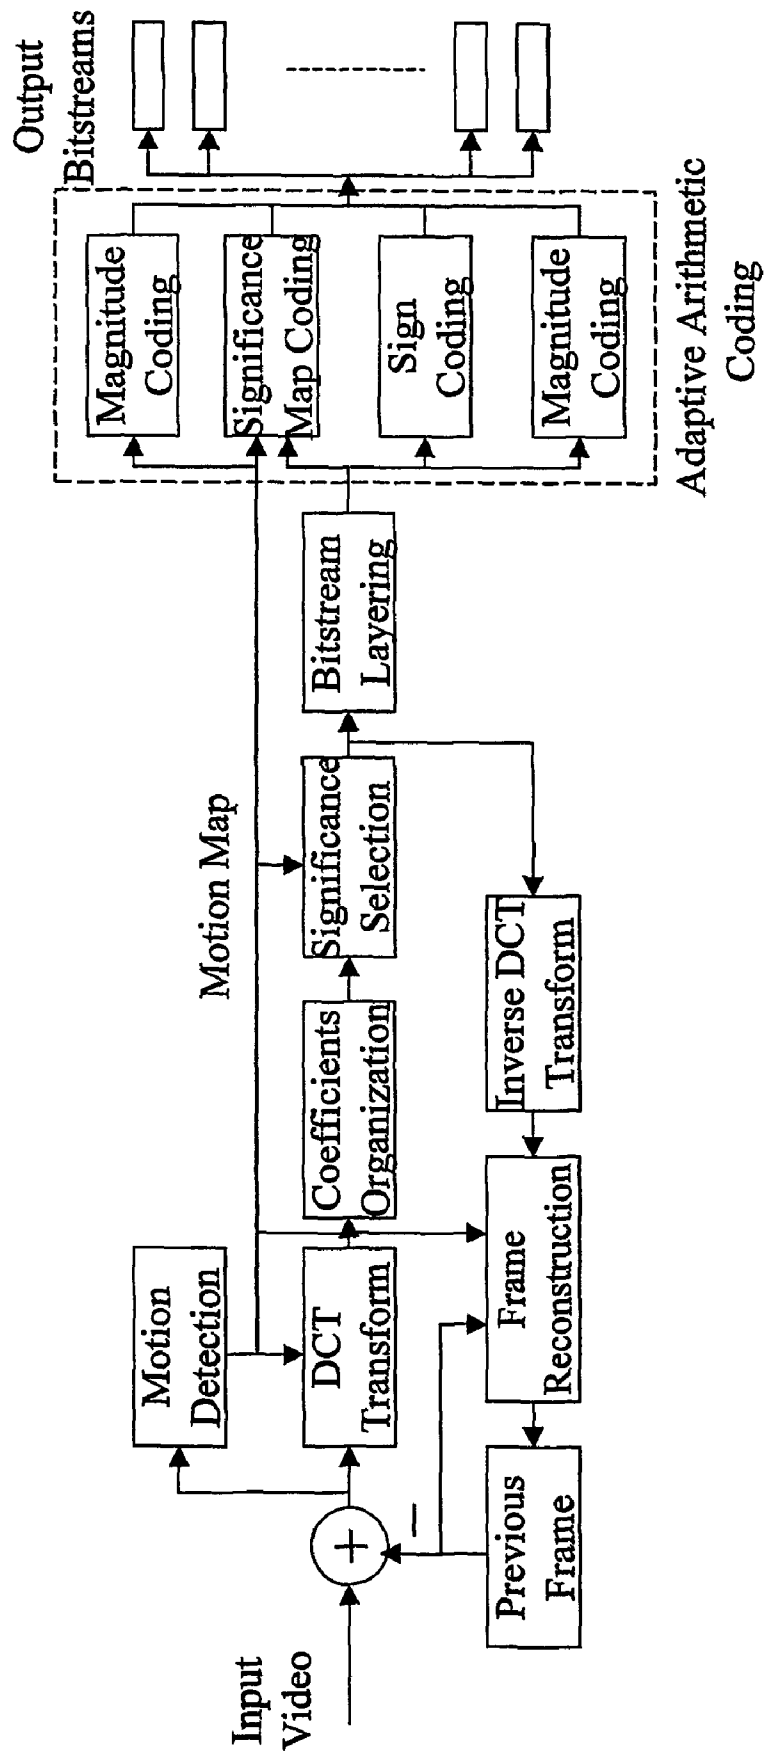 Input
Video
+
−
Motion
Detection
DCT
Transform
Previous
Frame
Frame
Reconstruction
Inverse DCT
Transform
Coefficients
Organization
Motion Map
Significance
Selection
Bitstream
Layering
Magnitude
Coding
Significance
Map Coding
Sign
Coding
Magnitude
Coding
Adaptive Arithmetic
Coding
Output
Bitstreams